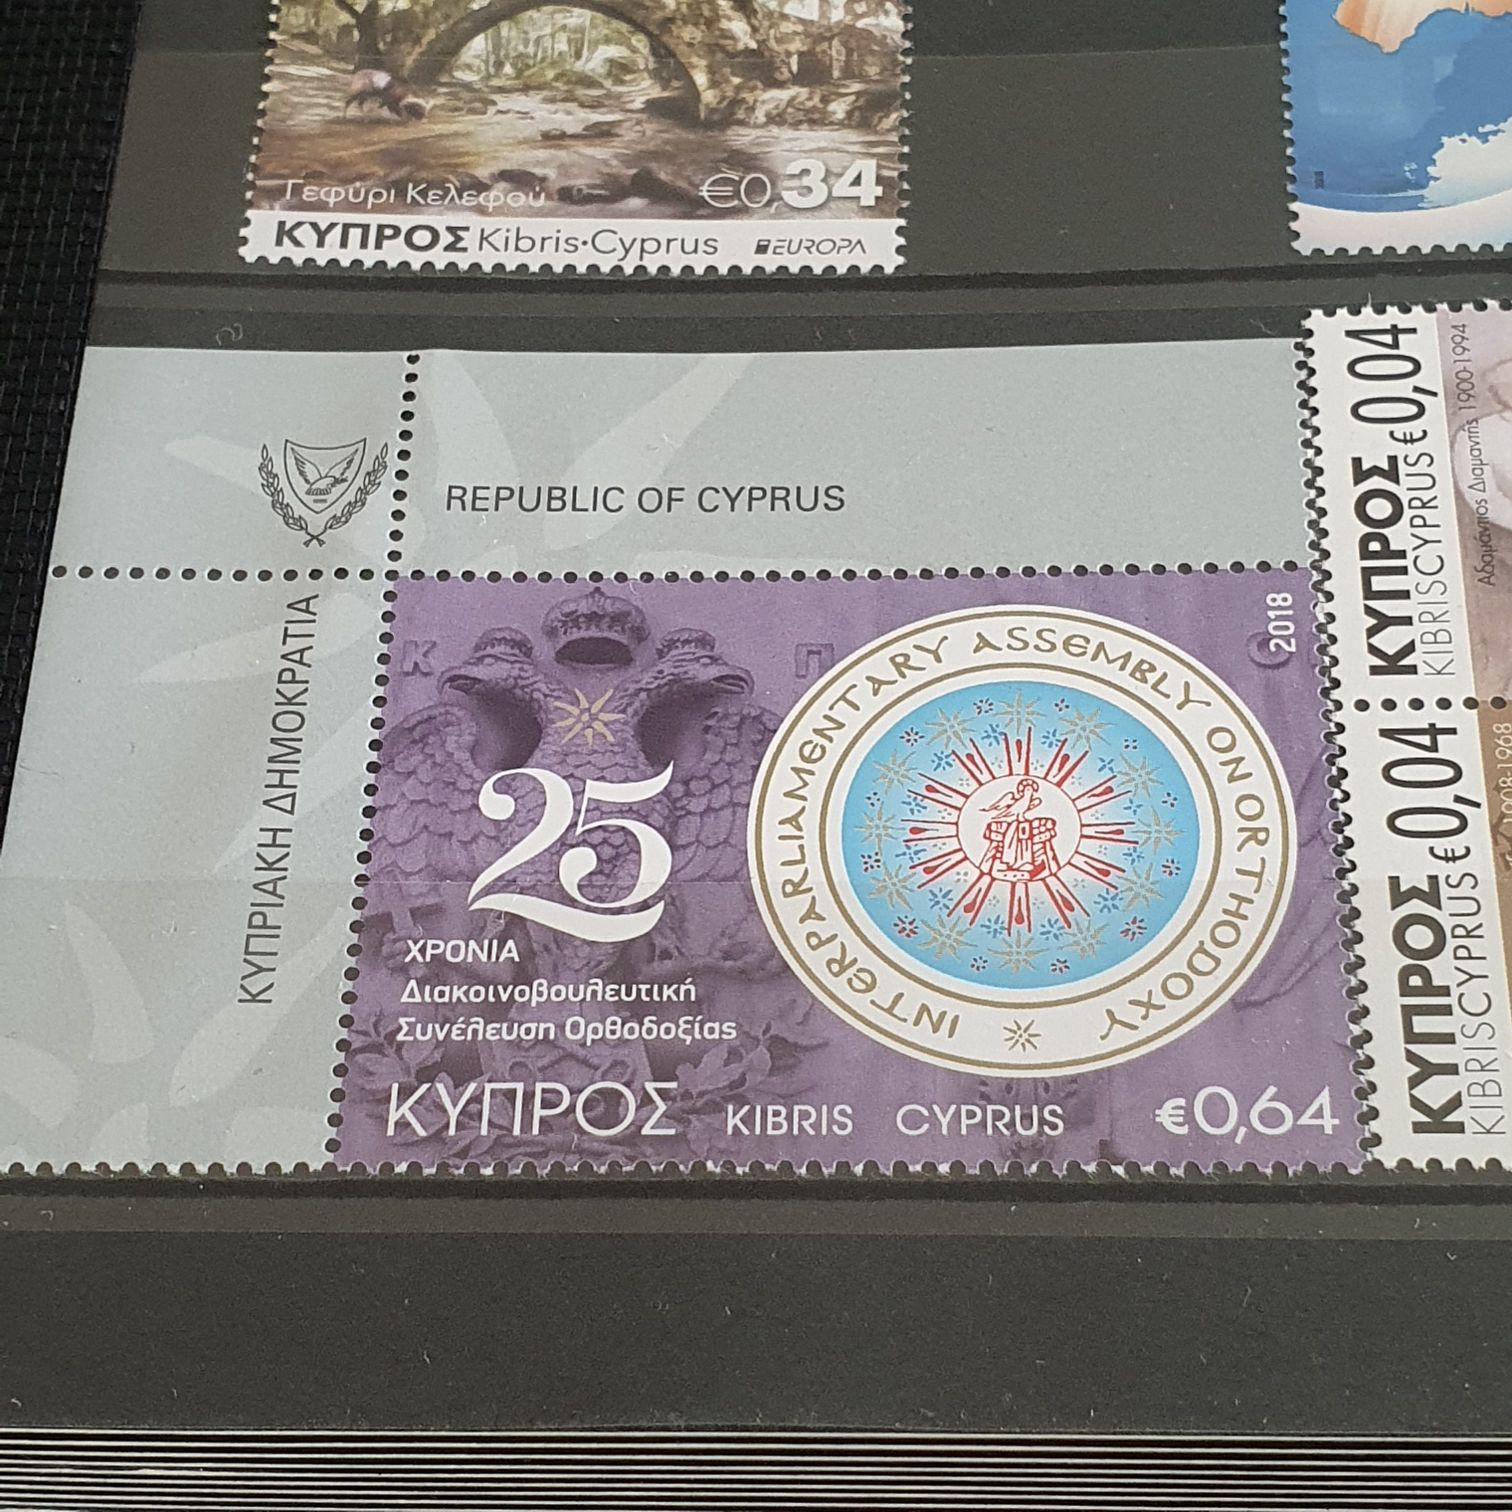 Γεφύρι Κελεφού
€0,34
ΚΥΠΡΟΣ Kibris•Cyprus EUROPA
REPUBLIC OF CYPRUS
ΚΥΠΡΙΑΚΗ ΔΗΜΟΚΡΑΤΙΑ
Κ Π
2018
INTERPARLIAMENTARY ASSEMBLY ON ORTHODOXY
25
ΧΡΟΝΙΑ
Διακοινοβουλευτική
Συνέλευση Ορθοδοξίας
ΚΥΠΡΟΣ KIBRIS CYPRUS €0,64
ΚΥΠΡΟΣ €0,04
KIBRISCYPRUS
Αδαμάντιος Διαμαντής 1900-1994
ΚΥΠΡΟΣ €0,04
KIBRISCYPRUS